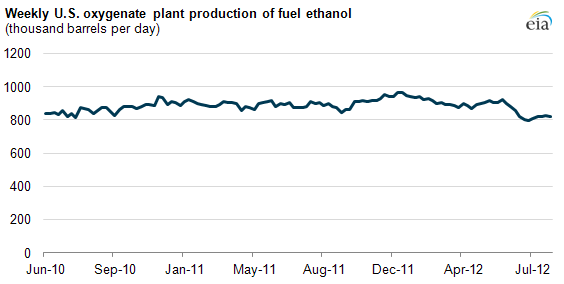 Weekly U.S. oxygenate plant production of fuel ethanol
(thousand barrels per day)
eia
1200
1000
800
600
400
200
0
Jun-10 Sep-10 Jan-11 May-11 Aug-11 Dec-11 Apr-12 Jul-12